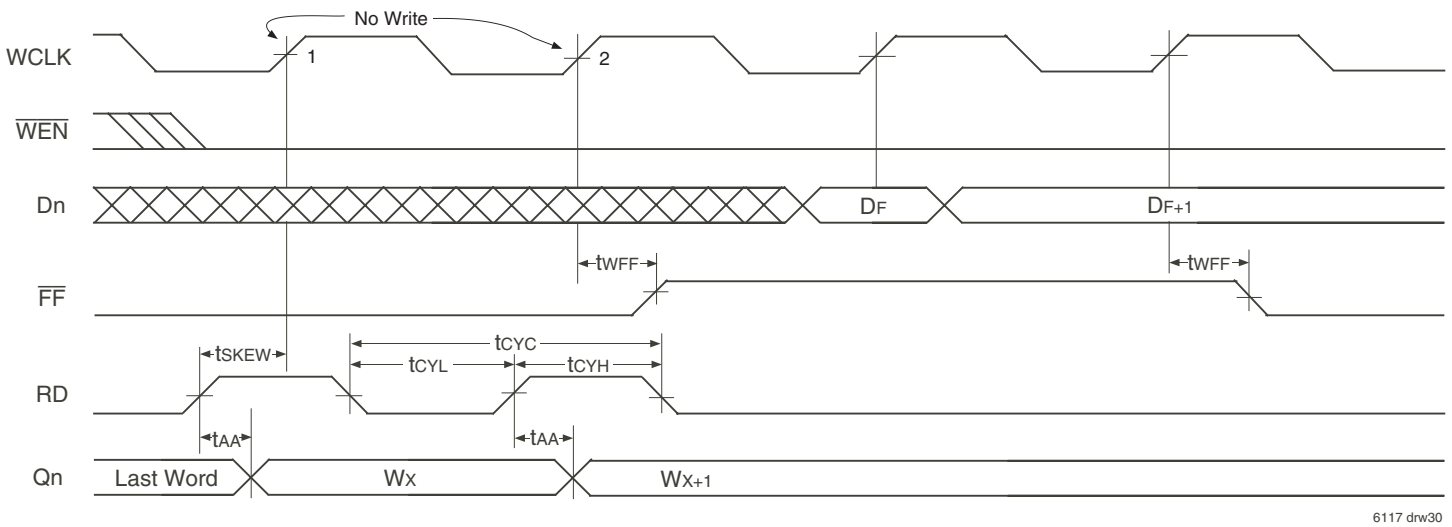 No Write
WCLK 1 2
WEN
Dn DF DF+1
tWFF tWFF
FF
tCYC
tSKEW tCYL tCYH
RD
tAA tAA
Qn Last Word WX WX+1
6117 drw30